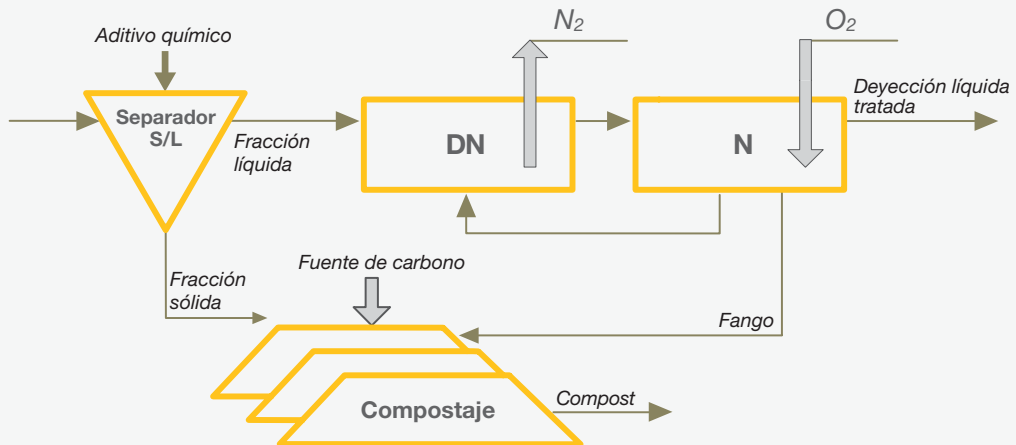 Aditivo químico
N₂
O₂
Separador
S/L
Fracción
líquida
DN
N
Deyección líquida
tratada
Fracción
sólida
Fuente de carbono
Fango
Compostaje
Compost